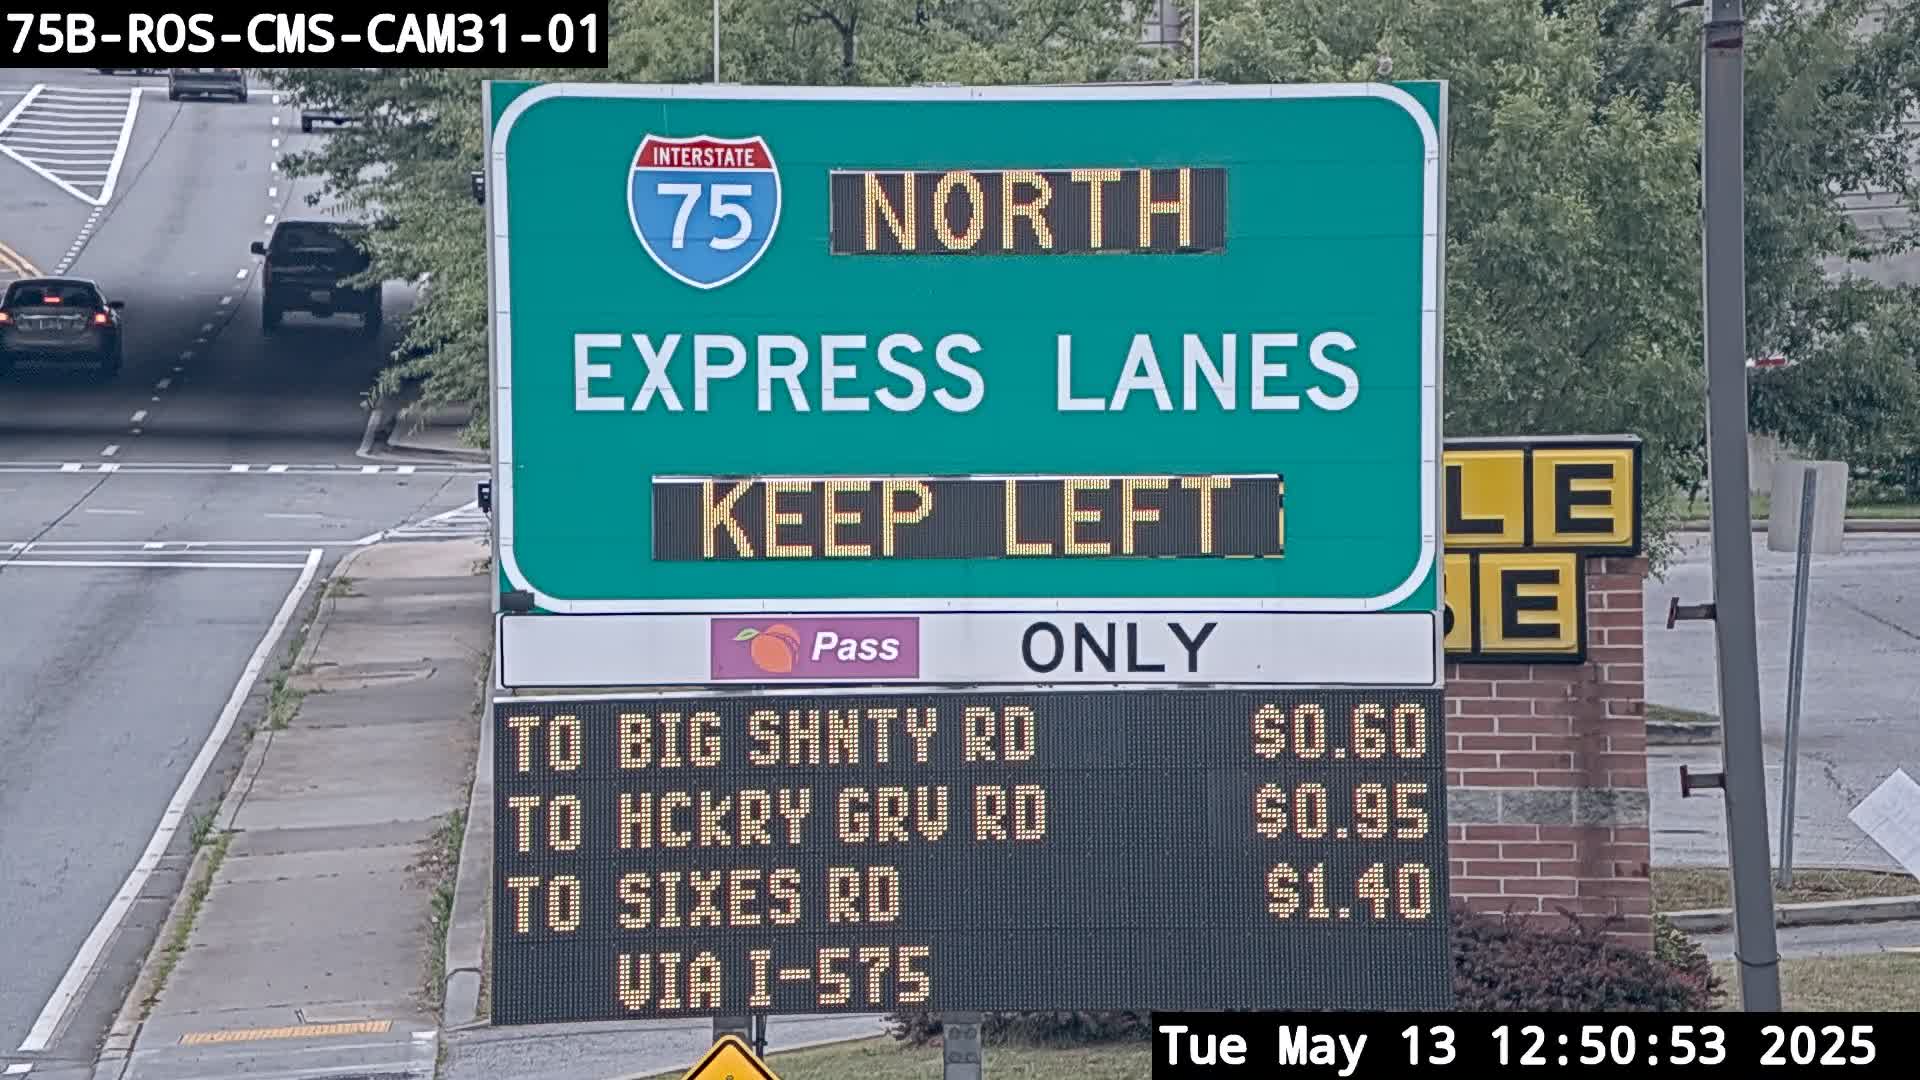 75B-ROS-CMS-CAM31-01
INTERSTATE
75
NORTH
EXPRESS LANES
KEEP LEFT
Pass ONLY
TO BIG SHNTY RD $0.60
TO HCKRY GRV RD $0.95
TO SIXES RD $1.40
VIA I-575
LE
E
Tue May 13 12:50:53 2025